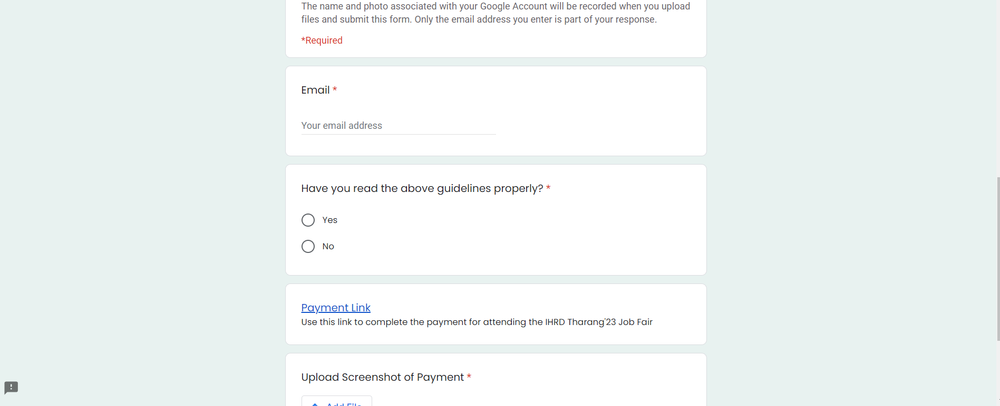 The name and photo associated with your Google Account will be recorded when you upload
files and submit this form. Only the email address you enter is part of your response.
*Required
Email *
Your email address
Have you read the above guidelines properly? *
Yes
No
Payment Link
Use this link to complete the payment for attending the IHRD Tharang'23 Job Fair
Upload Screenshot of Payment *
Add File